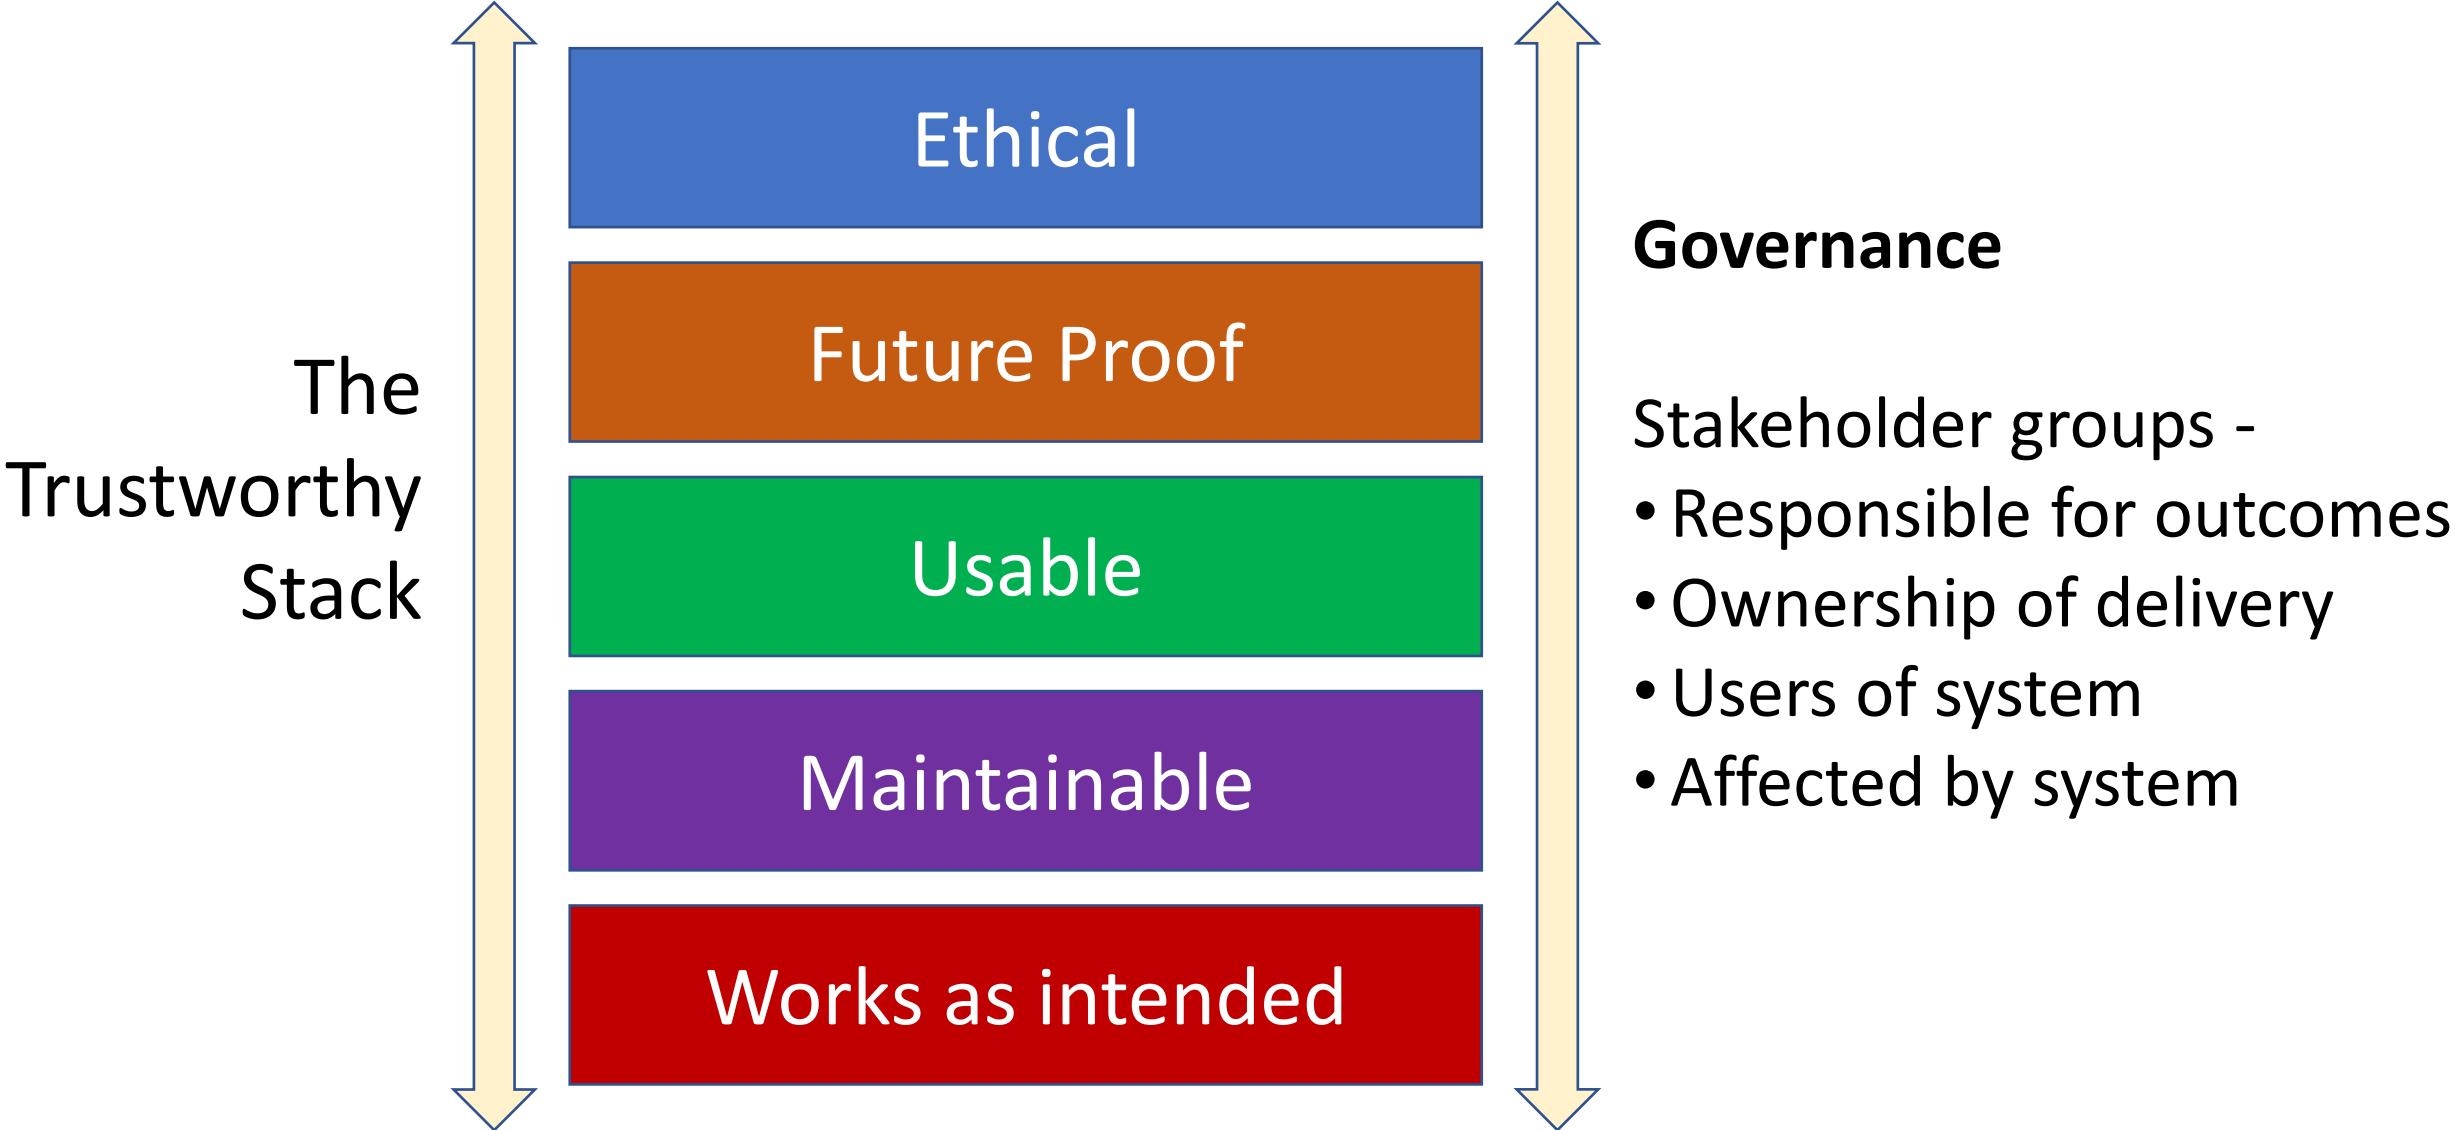 The
Trustworthy
Stack
Ethical
Future Proof
Usable
Maintainable
Works as intended
Governance
Stakeholder groups -
• Responsible for outcomes
• Ownership of delivery
• Users of system
• Affected by system